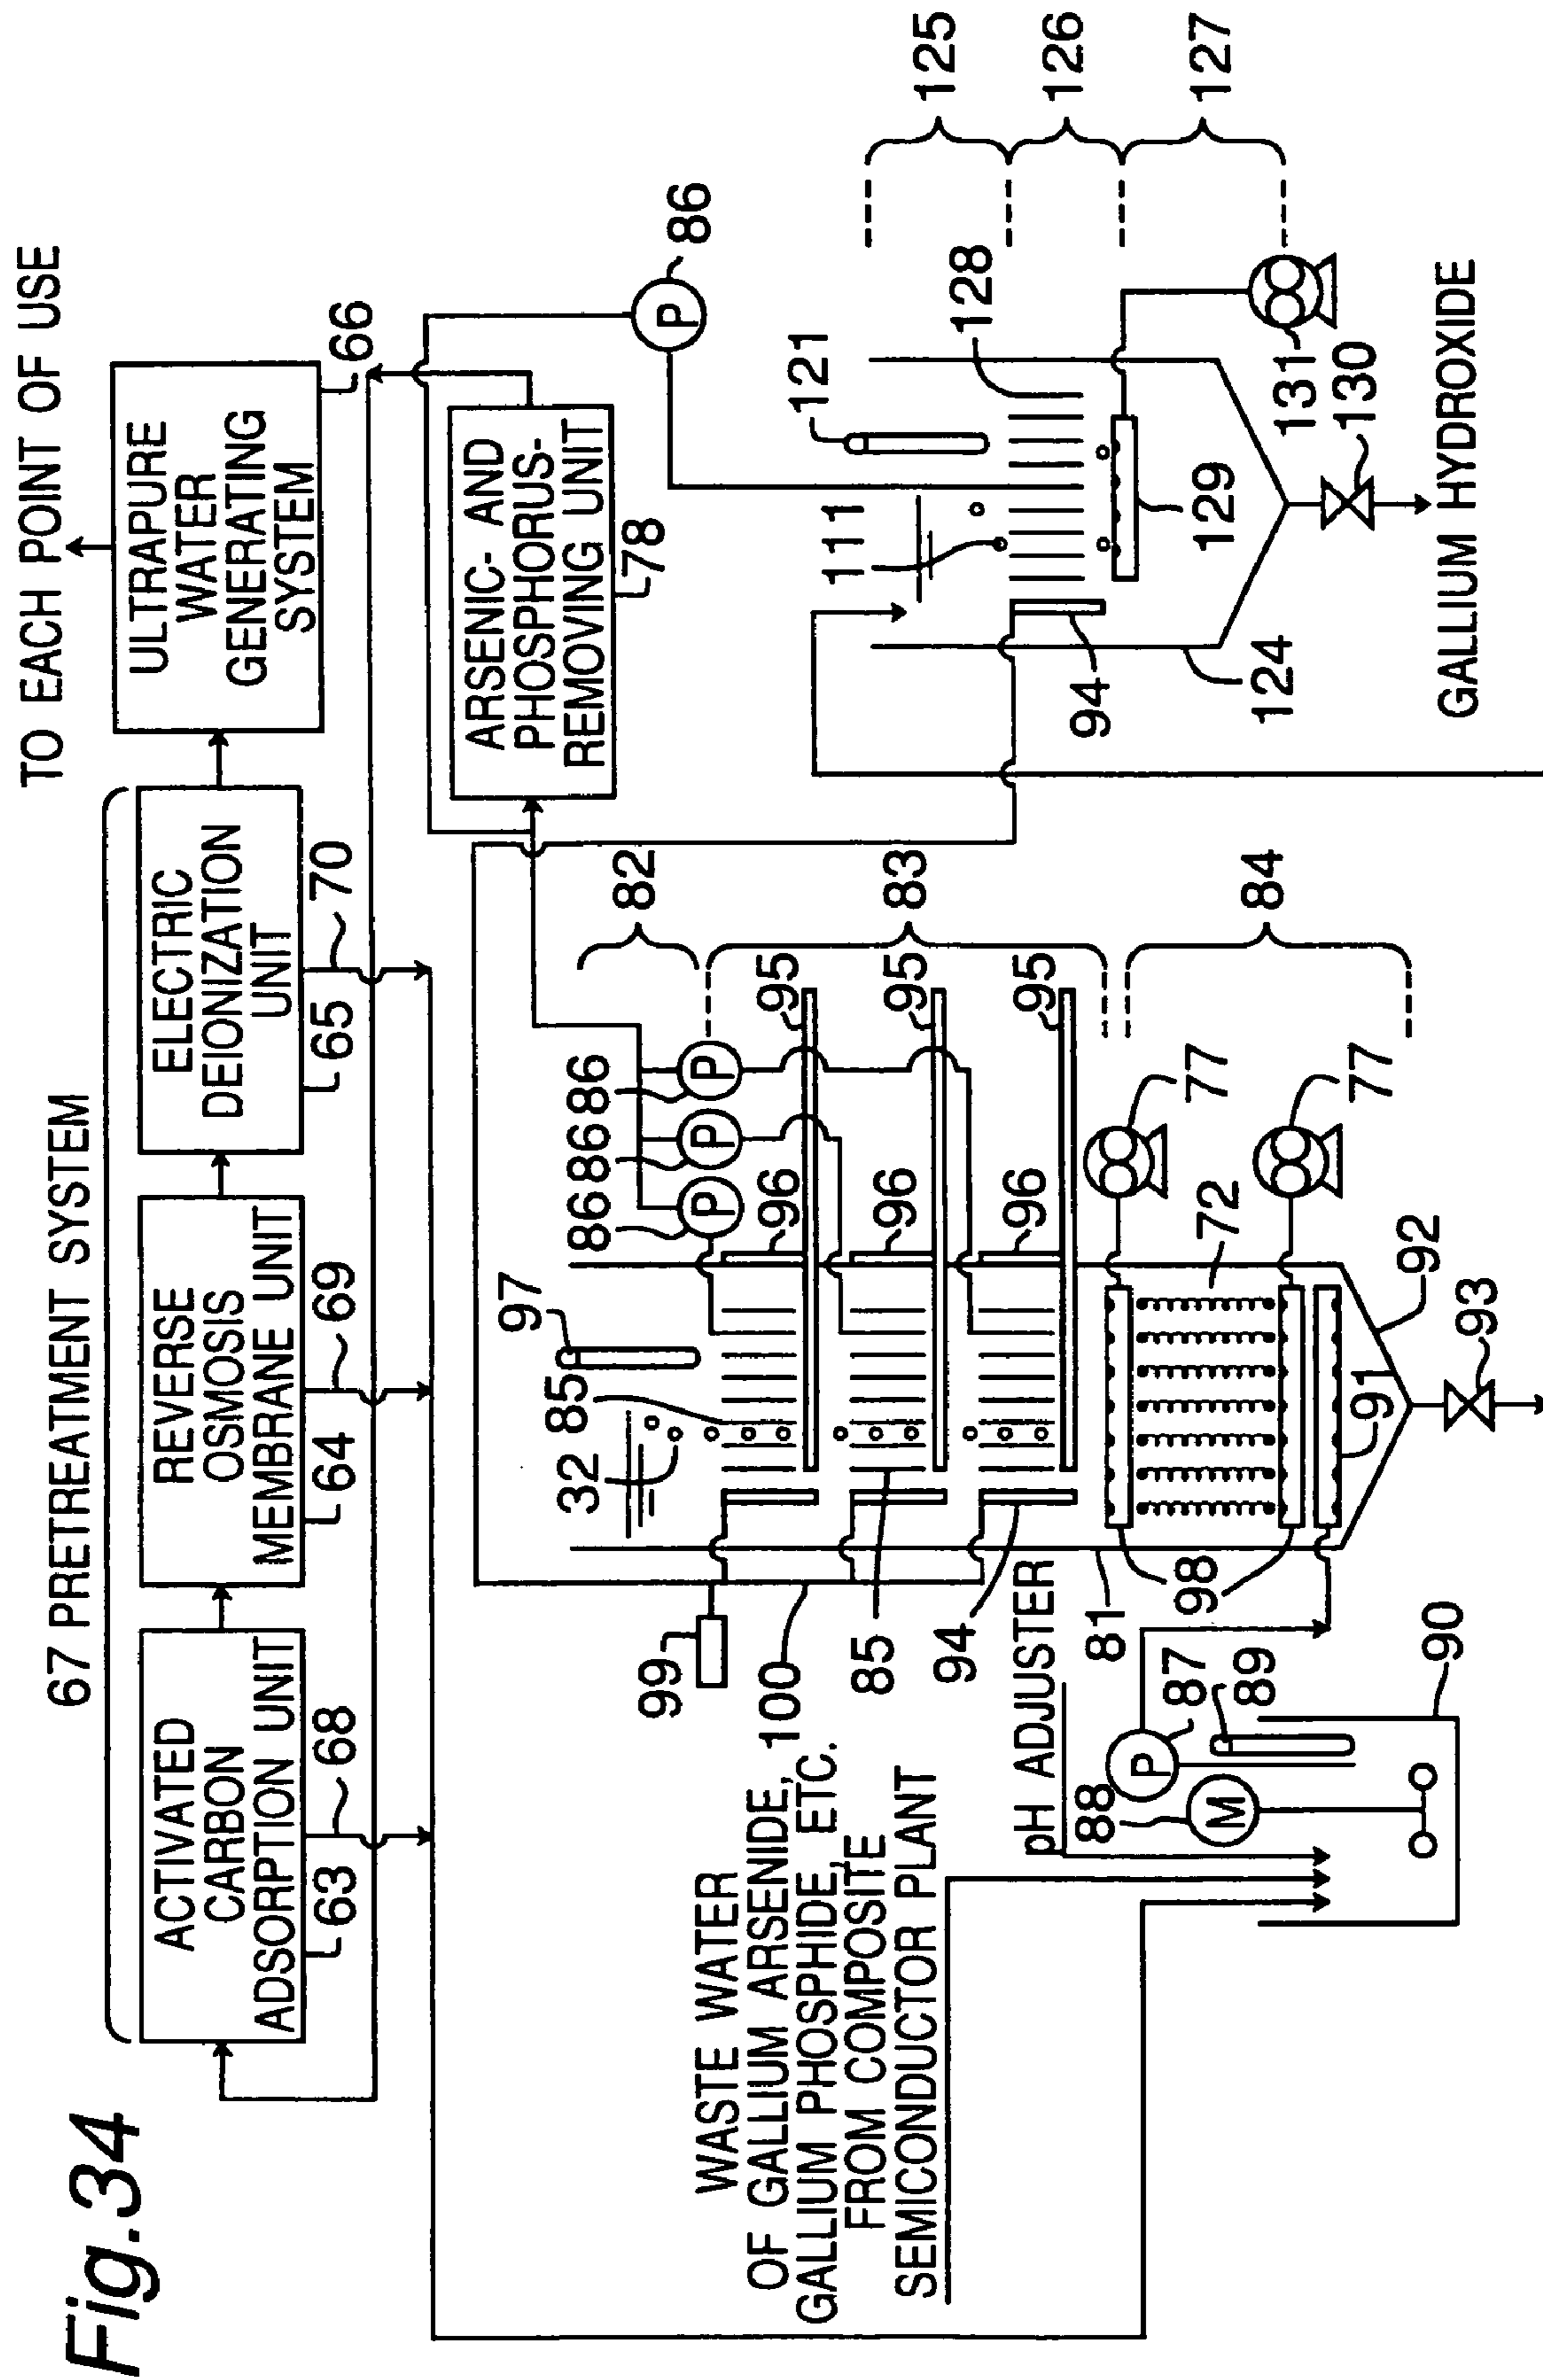 Fig.34
TO EACH POINT OF USE
67 PRETREATMENT SYSTEM
ACTIVATED
CARBON
ADSORPTION UNIT
63
68
REVERSE
OSMOSIS
MEMBRANE UNIT
64
69
ELECTRIC
DEIONIZATION
UNIT
65
70
ULTRAPURE
WATER
GENERATING
SYSTEM
66
ARSENIC- AND
PHOSPHORUS-
REMOVING UNIT
78
86
WASTE WATER
OF GALLIUM ARSENIDE,
GALLIUM PHOSPHIDE, ETC.
FROM COMPOSITE
SEMICONDUCTOR PLANT
pH ADJUSTER
88
M
P
87
89
90
99
100
85
94
81
98
32
85
97
86
86
86
P
P
P
96
96
96
95
95
95
82
83
84
77
77
72
91
92
93
P
121
111
128
94
124
129
131
130
125
126
127
GALLIUM HYDROXIDE